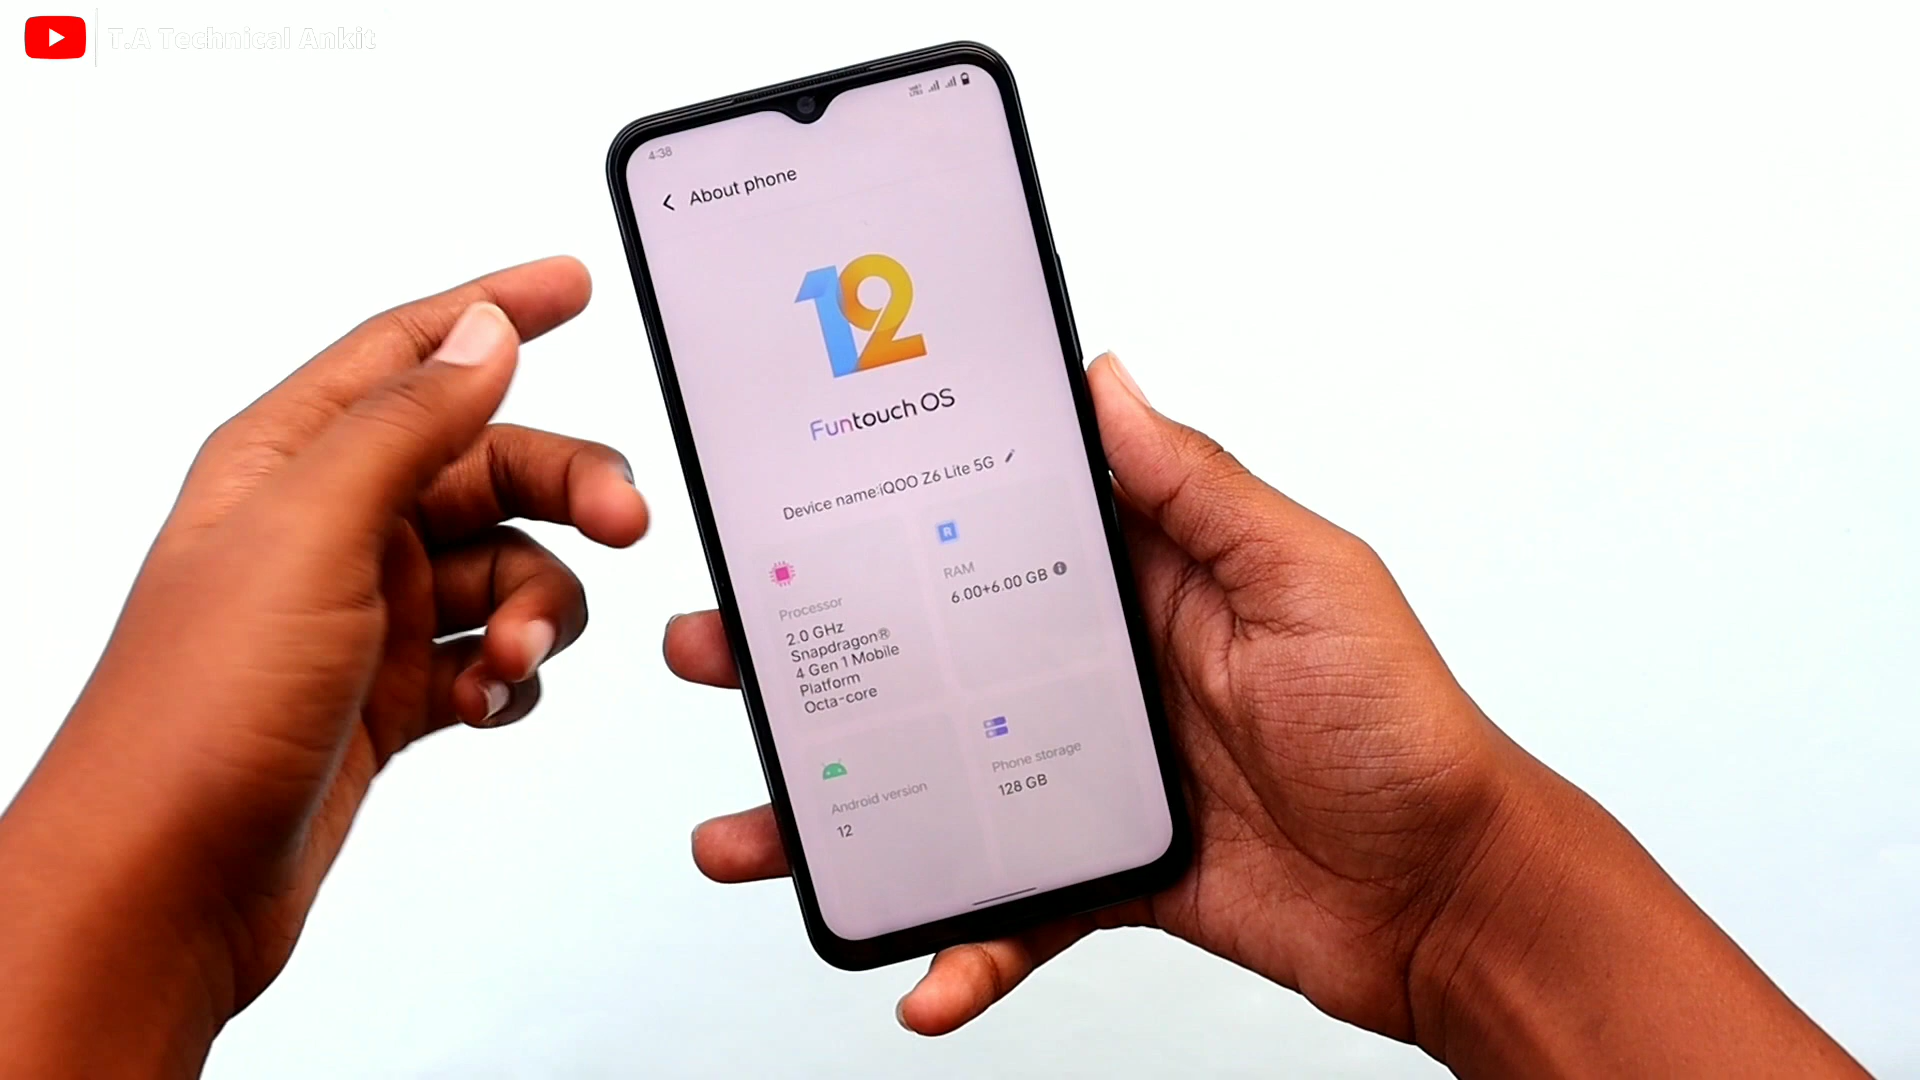 T.A Technical Ankit
4:38
About phone
12
Funtouch OS
Device name:iQOO Z6 Lite 5G
R
Processor
2.0 GHz
Snapdragon®
4 Gen 1 Mobile
Platform
Octa-core
RAM
6.00+6.00 GB
Android version
12
Phone storage
128 GB